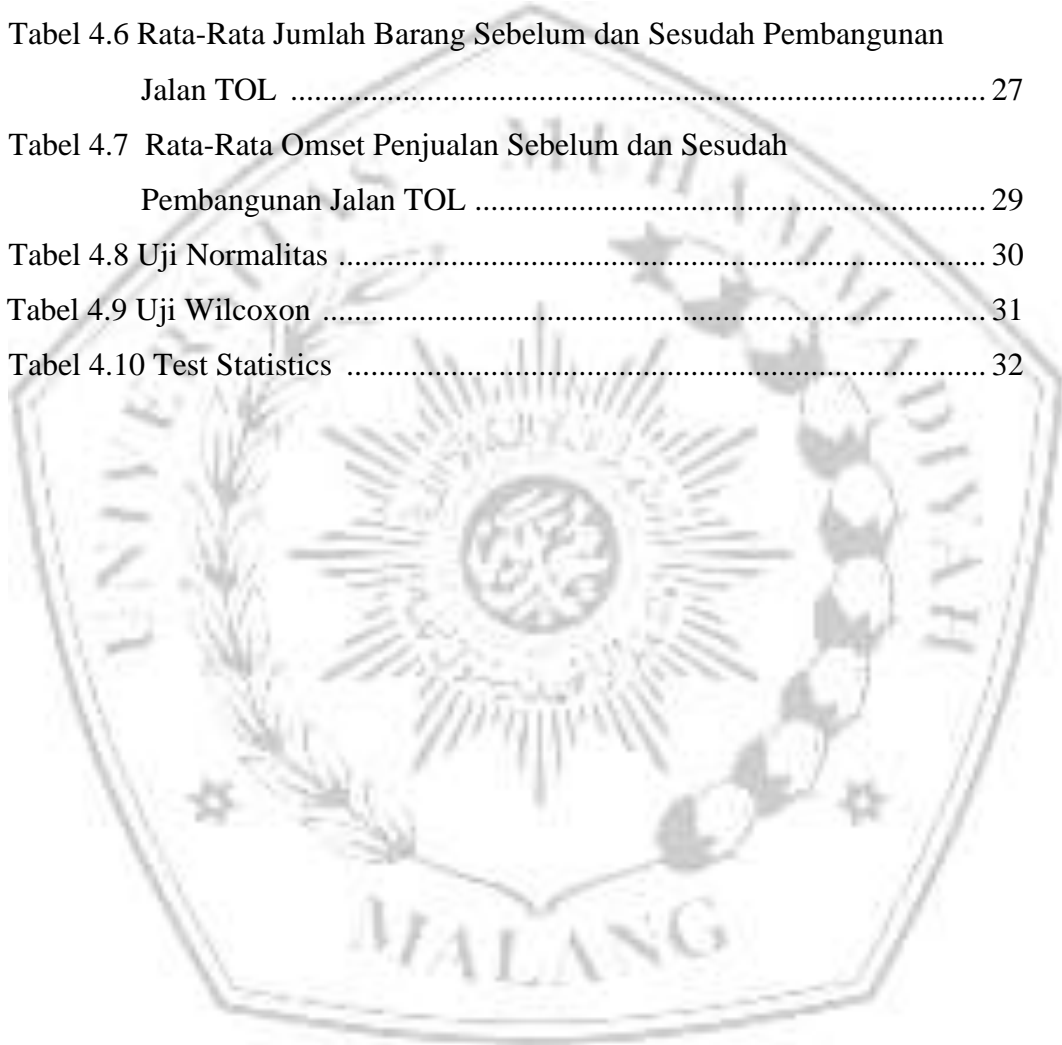 Tabel 4.6 Rata-Rata Jumlah Barang Sebelum dan Sesudah Pembangunan
Jalan TOL ........................................................................................ 27
Tabel 4.7 Rata-Rata Omset Penjualan Sebelum dan Sesudah
Pembangunan Jalan TOL ................................................................. 29
Tabel 4.8 Uji Normalitas ................................................................................... 30
Tabel 4.9 Uji Wilcoxon ..................................................................................... 31
Tabel 4.10 Test Statistics .................................................................................. 32
UNIVERSITAS MUHAMMADIYAH
MALANG